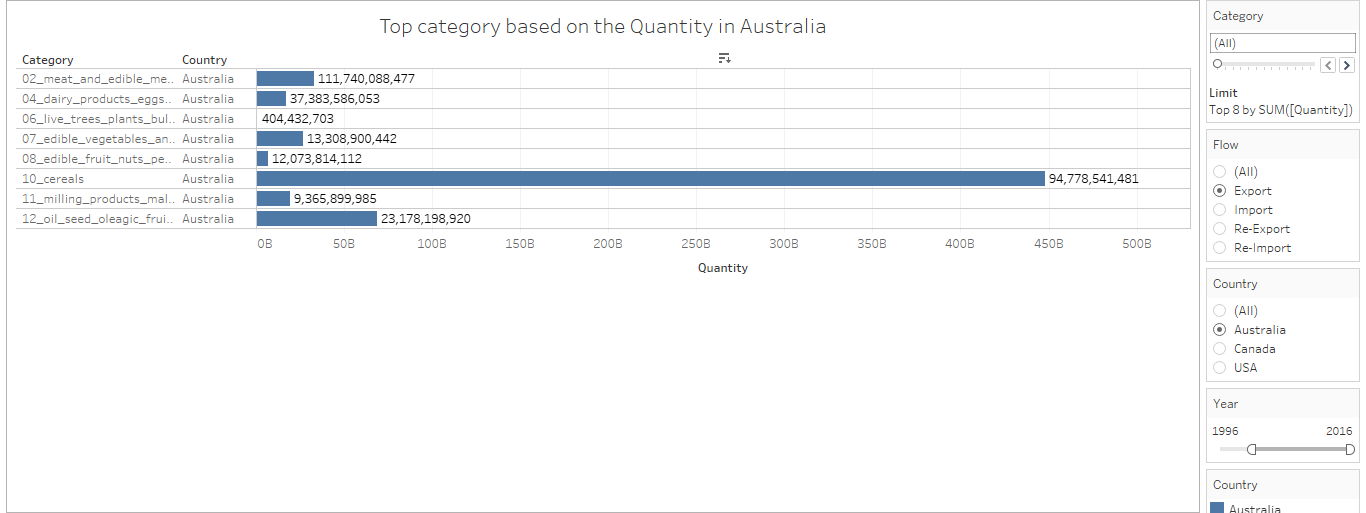 Top category based on the Quantity in Australia
Category Country
02_meat_and_edible_me.. Australia 111,740,088,477
04_dairy_products_eggs.. Australia 37,383,586,053
06_live_trees_plants_bul.. Australia 404,432,703
07_edible_vegetables_an.. Australia 13,308,900,442
08_edible_fruit_nuts_pe.. Australia 12,073,814,112
10_cereals Australia 94,778,541,481
11_milling_products_mal.. Australia 9,365,899,985
12_oil_seed_oleagic_frui.. Australia 23,178,198,920
0B 50B 100B 150B 200B 250B 300B 350B 400B 450B 500B
Quantity
Category
(All)
Limit
Top 8 by SUM([Quantity])
Flow
(All)
Export
Import
Re-Export
Re-Import
Country
(All)
Australia
Canada
USA
Year
1996 2016
Country
Australia